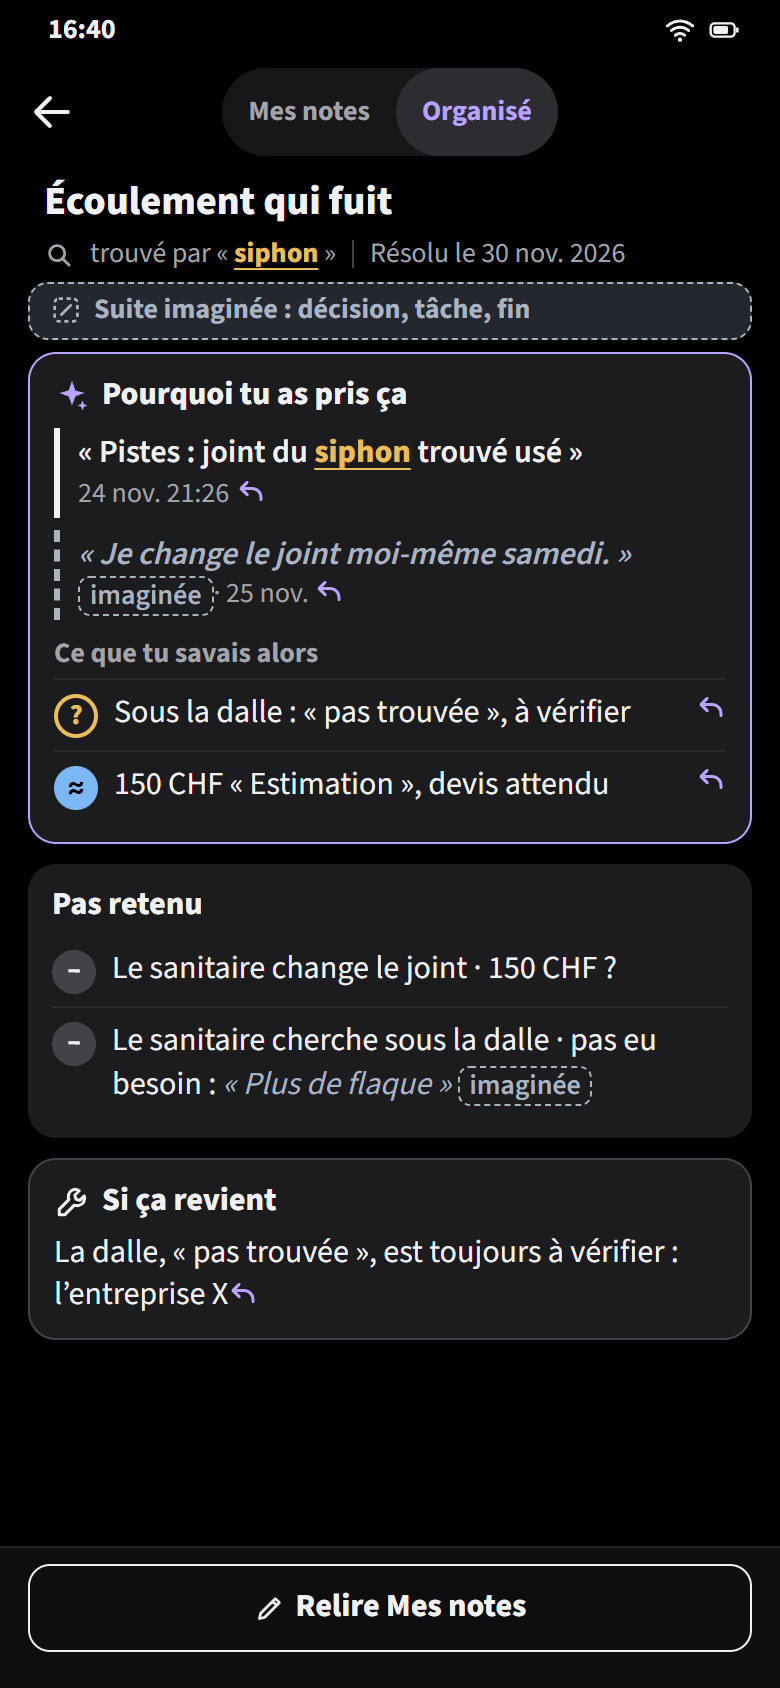 16:40
Mes notes Organisé
Écoulement qui fuit
trouvé par « siphon » | Résolu le 30 nov. 2026
Suite imaginée : décision, tâche, fin
Pourquoi tu as pris ça
« Pistes : joint du siphon trouvé usé »
24 nov. 21:26
« Je change le joint moi-même samedi. »
imaginée · 25 nov.
Ce que tu savais alors
? Sous la dalle : « pas trouvée », à vérifier
≈ 150 CHF « Estimation », devis attendu
Pas retenu
– Le sanitaire change le joint · 150 CHF ?
– Le sanitaire cherche sous la dalle · pas eu
besoin : « Plus de flaque » imaginée
Si ça revient
La dalle, « pas trouvée », est toujours à vérifier :
l’entreprise X
Relire Mes notes